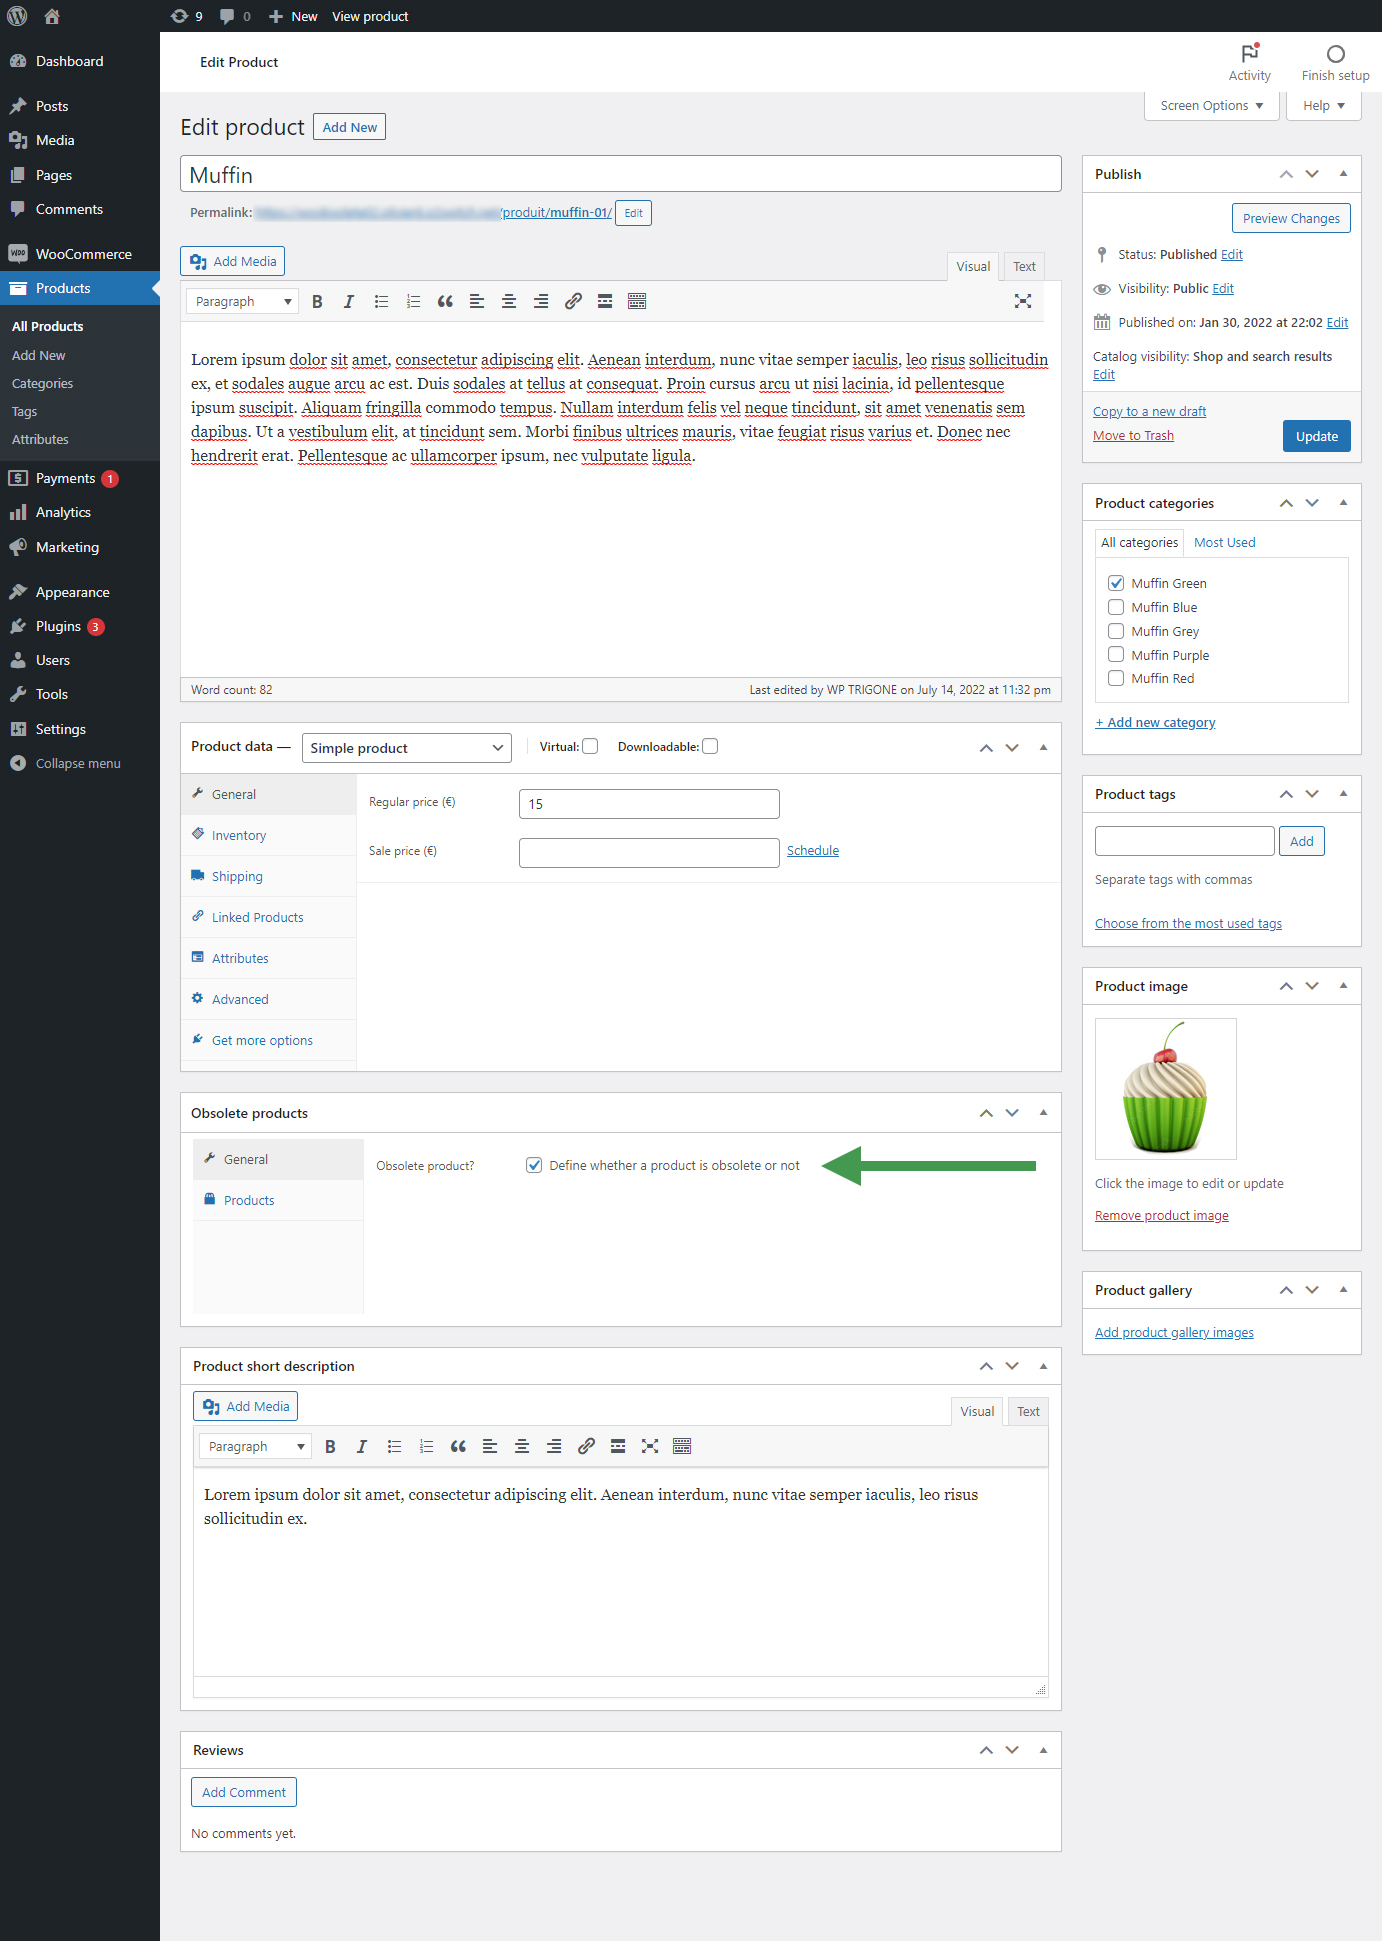 9 0 New View product
Dashboard
Posts
Media
Pages
Comments
WooCommerce
Products
All Products
Add New
Categories
Tags
Attributes
Payments 1
Analytics
Marketing
Appearance
Plugins 3
Users
Tools
Settings
Collapse menu
Edit Product
Activity
Finish setup
Screen Options
Help
Edit product Add New
Muffin
Permalink: /produit/muffin-01/ Edit
Add Media
Visual Text
Paragraph
Lorem ipsum dolor sit amet, consectetur adipiscing elit. Aenean interdum, nunc vitae semper iaculis, leo risus sollicitudin
ex, et sodales augue arcu ac est. Duis sodales at tellus at consequat. Proin cursus arcu ut nisi lacinia, id pellentesque
ipsum suscipit. Aliquam fringilla commodo tempus. Nullam interdum felis vel neque tincidunt, sit amet venenatis sem
dapibus. Ut a vestibulum elit, at tincidunt sem. Morbi finibus ultrices mauris, vitae feugiat risus varius et. Donec nec
hendrerit erat. Pellentesque ac ullamcorper ipsum, nec vulputate ligula.
Word count: 82
Last edited by WP TRIGONE on July 14, 2022 at 11:32 pm
Product data — Simple product Virtual: Downloadable:
General
Inventory
Shipping
Linked Products
Attributes
Advanced
Get more options
Regular price (€) 15
Sale price (€) Schedule
Obsolete products
General
Products
Obsolete product? Define whether a product is obsolete or not
Product short description
Add Media
Visual Text
Paragraph
Lorem ipsum dolor sit amet, consectetur adipiscing elit. Aenean interdum, nunc vitae semper iaculis, leo risus
sollicitudin ex.
Reviews
Add Comment
No comments yet.
Publish
Preview Changes
Status: Published Edit
Visibility: Public Edit
Published on: Jan 30, 2022 at 22:02 Edit
Catalog visibility: Shop and search results
Edit
Copy to a new draft
Move to Trash
Update
Product categories
All categories Most Used
Muffin Green
Muffin Blue
Muffin Grey
Muffin Purple
Muffin Red
+ Add new category
Product tags
Add
Separate tags with commas
Choose from the most used tags
Product image
Click the image to edit or update
Remove product image
Product gallery
Add product gallery images